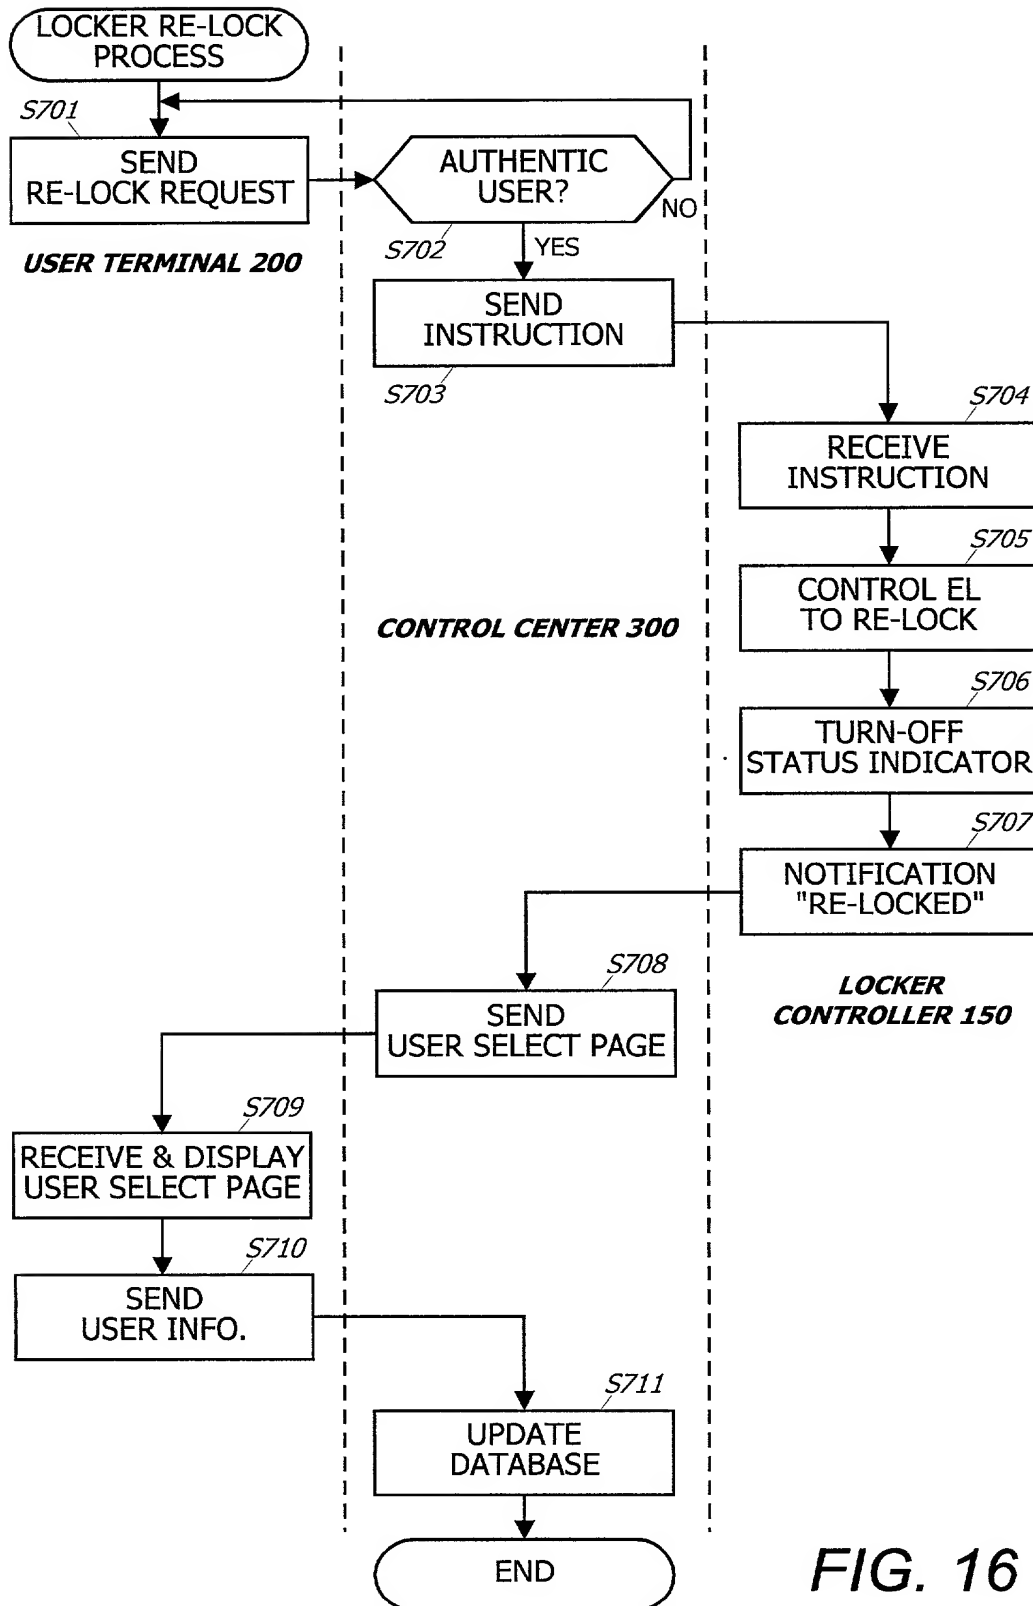 LOCKER RE-LOCK
PROCESS
S701
SEND
RE-LOCK REQUEST
AUTHENTIC
USER?
NO
S702
YES
USER TERMINAL 200
SEND
INSTRUCTION
S703
S704
RECEIVE
INSTRUCTION
S705
CONTROL EL
TO RE-LOCK
CONTROL CENTER 300
S706
TURN-OFF
STATUS INDICATOR
S707
NOTIFICATION
"RE-LOCKED"
LOCKER
CONTROLLER 150
S708
SEND
USER SELECT PAGE
S709
RECEIVE & DISPLAY
USER SELECT PAGE
S710
SEND
USER INFO.
S711
UPDATE
DATABASE
END
FIG. 16